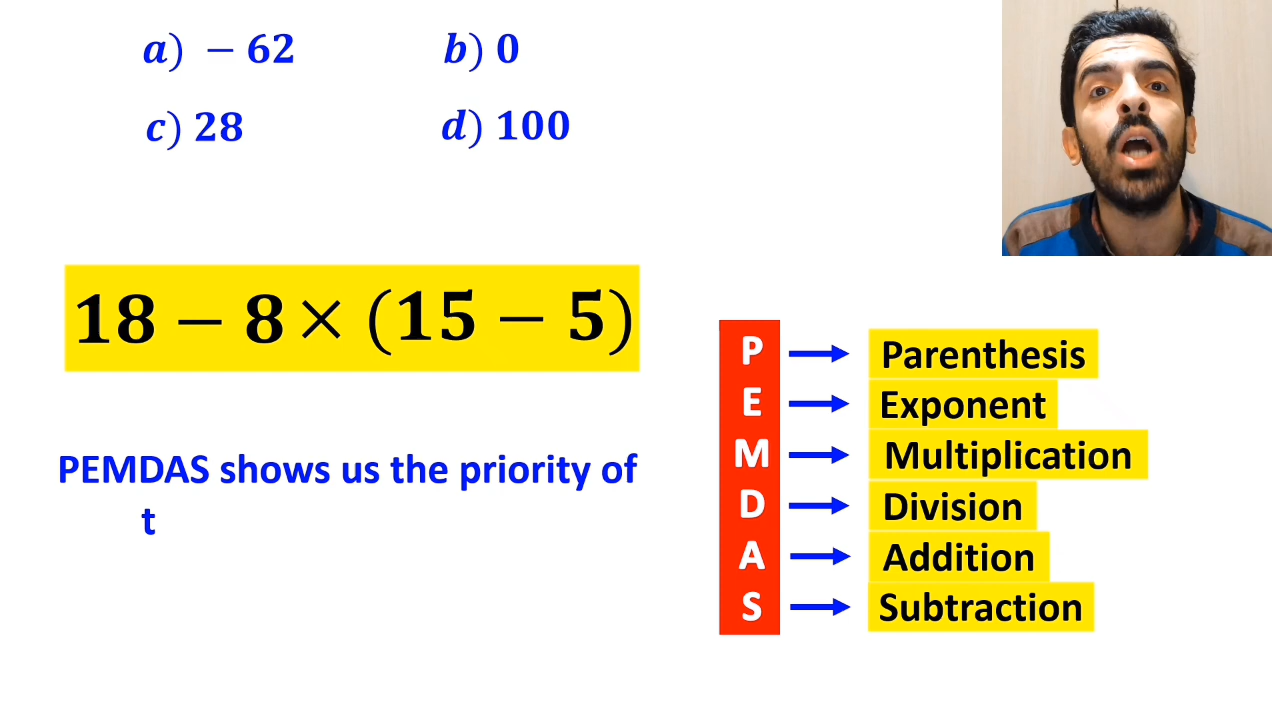 a) − 62 b) 0
c) 28 d) 100
18 − 8 × (15 − 5)
PEMDAS shows us the priority of
t
P → Parenthesis
E → Exponent
M → Multiplication
D → Division
A → Addition
S → Subtraction